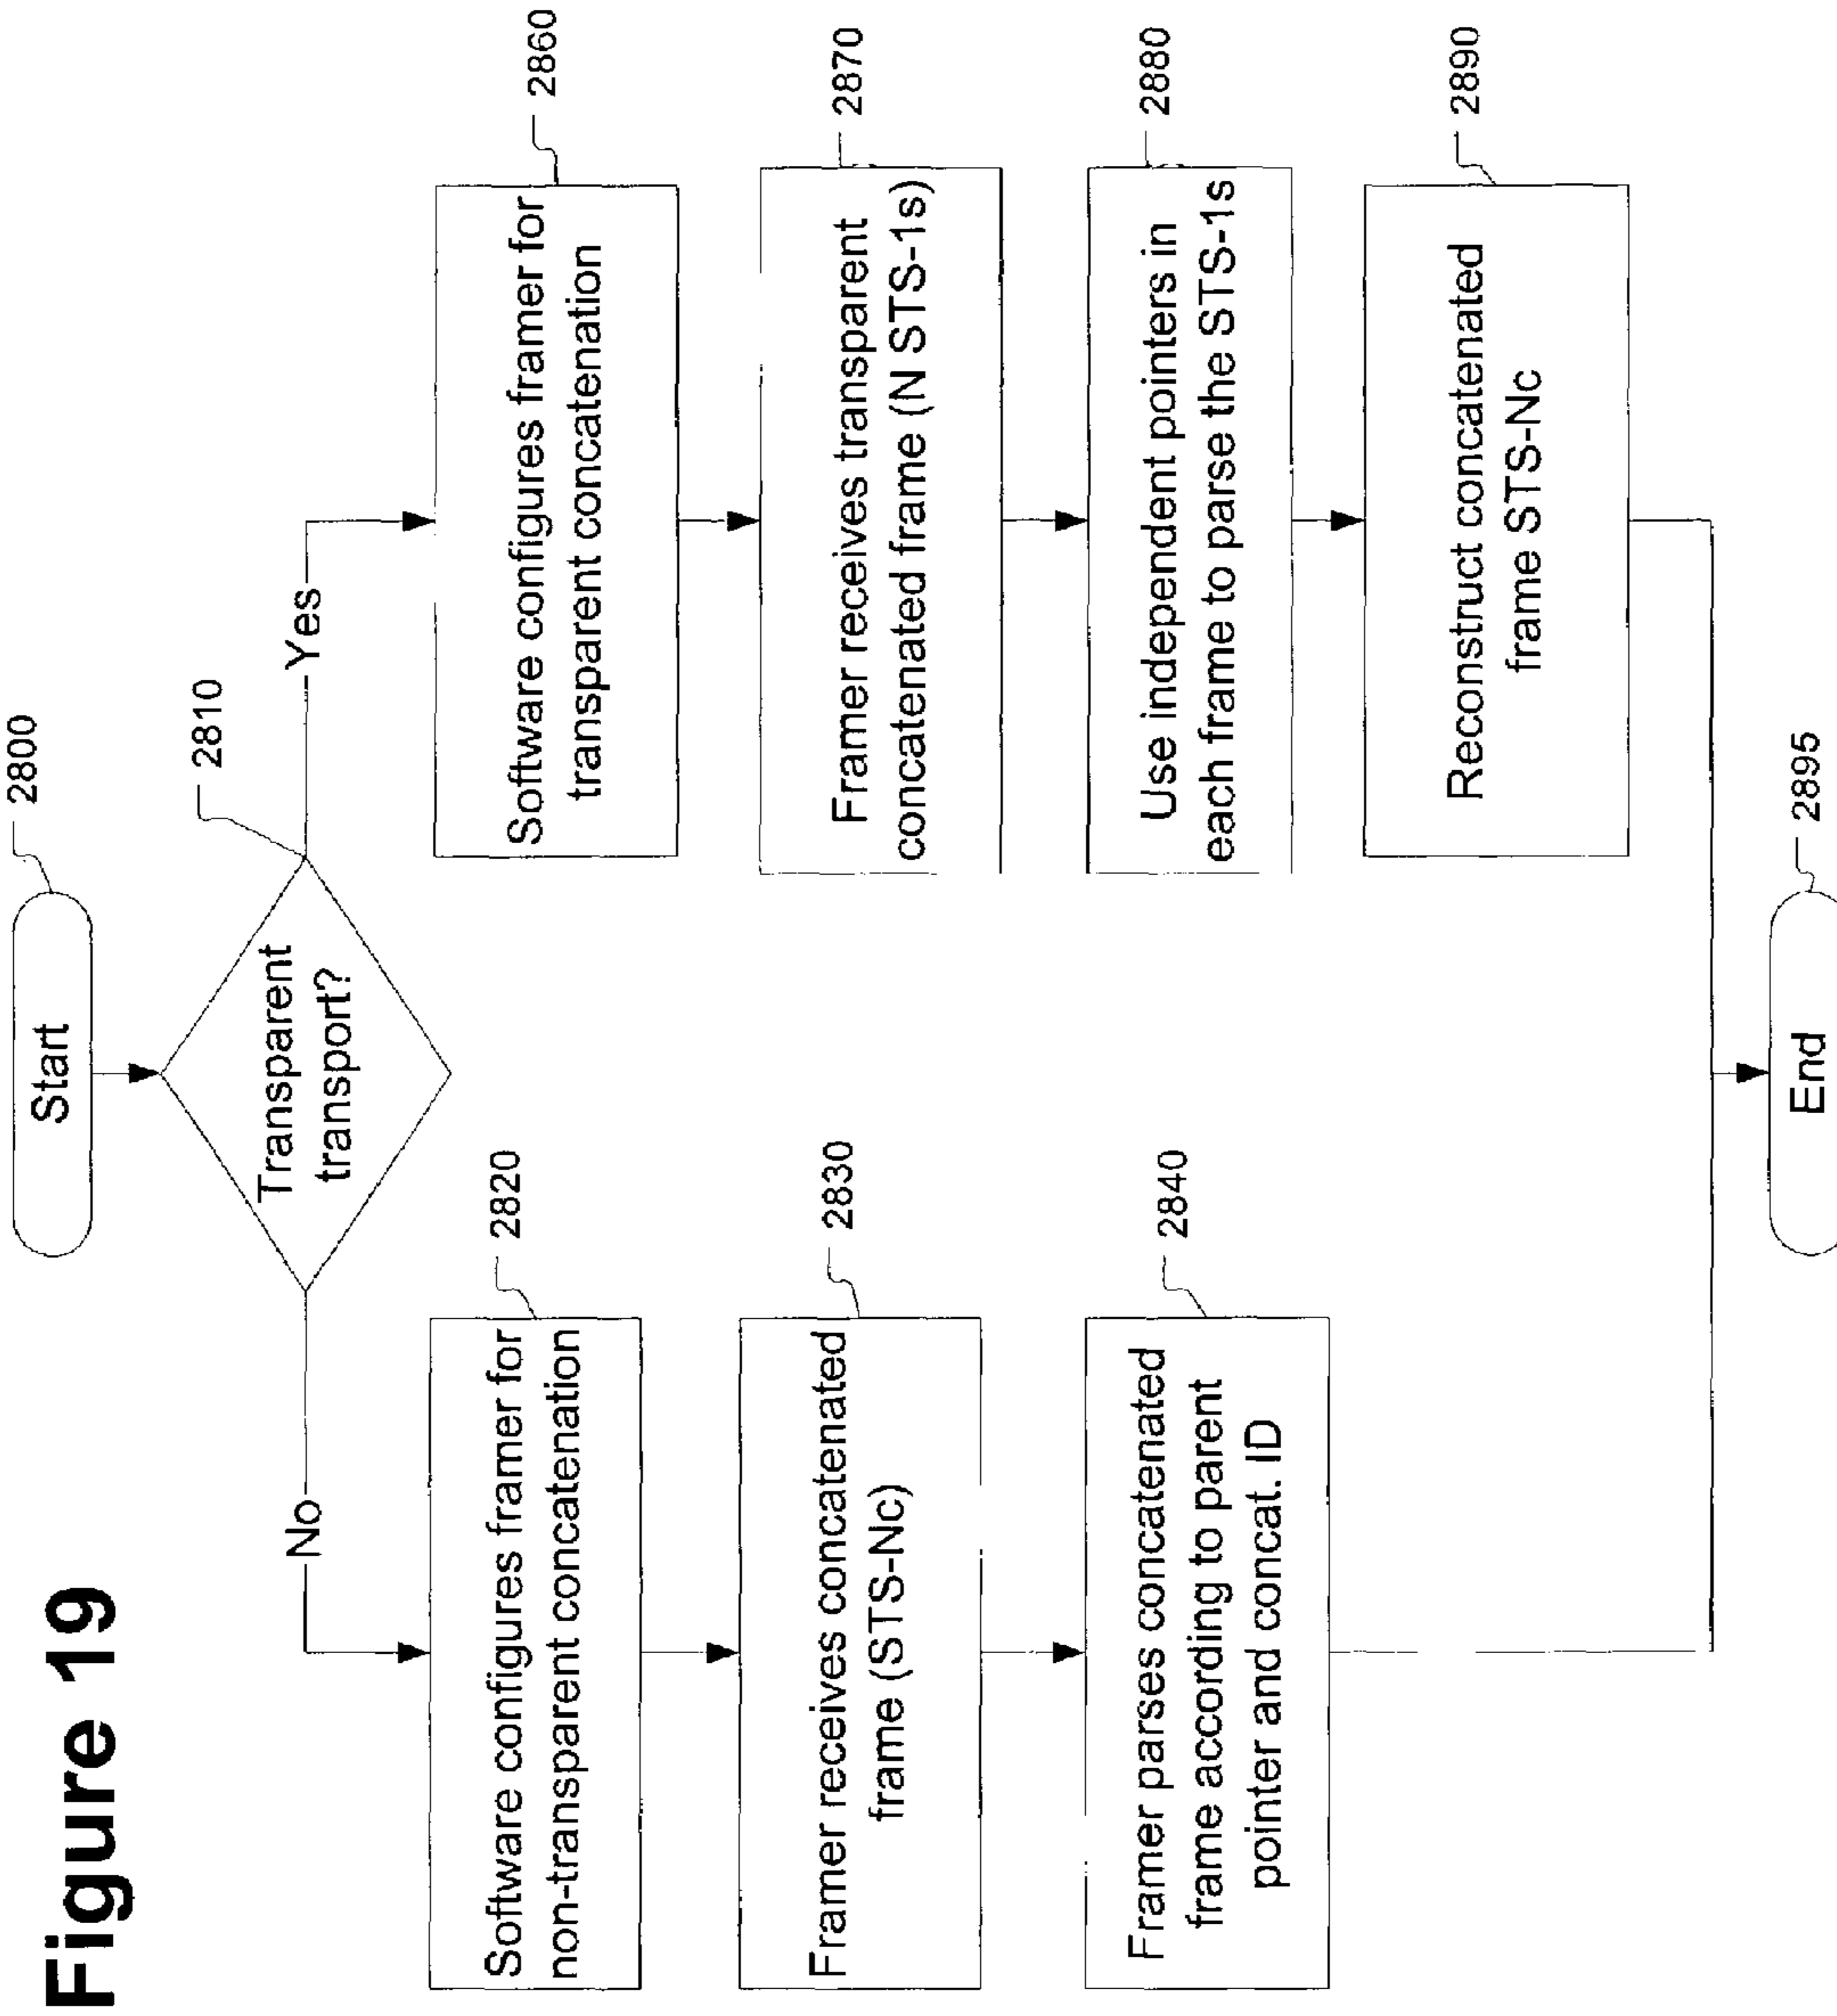 Figure 19
Start
2800
Transparent
transport?
2810
No
Yes
Software configures framer for
non-transparent concatenation
2820
Framer receives concatenated
frame (STS-Nc)
2830
Framer parses concatenated
frame according to parent
pointer and concat. ID
2840
Software configures framer for
transparent concatenation
2860
Framer receives transparent
concatenated frame (N STS-1s)
2870
Use independent pointers in
each frame to parse the STS-1s
2880
Reconstruct concatenated
frame STS-Nc
2890
End
2895